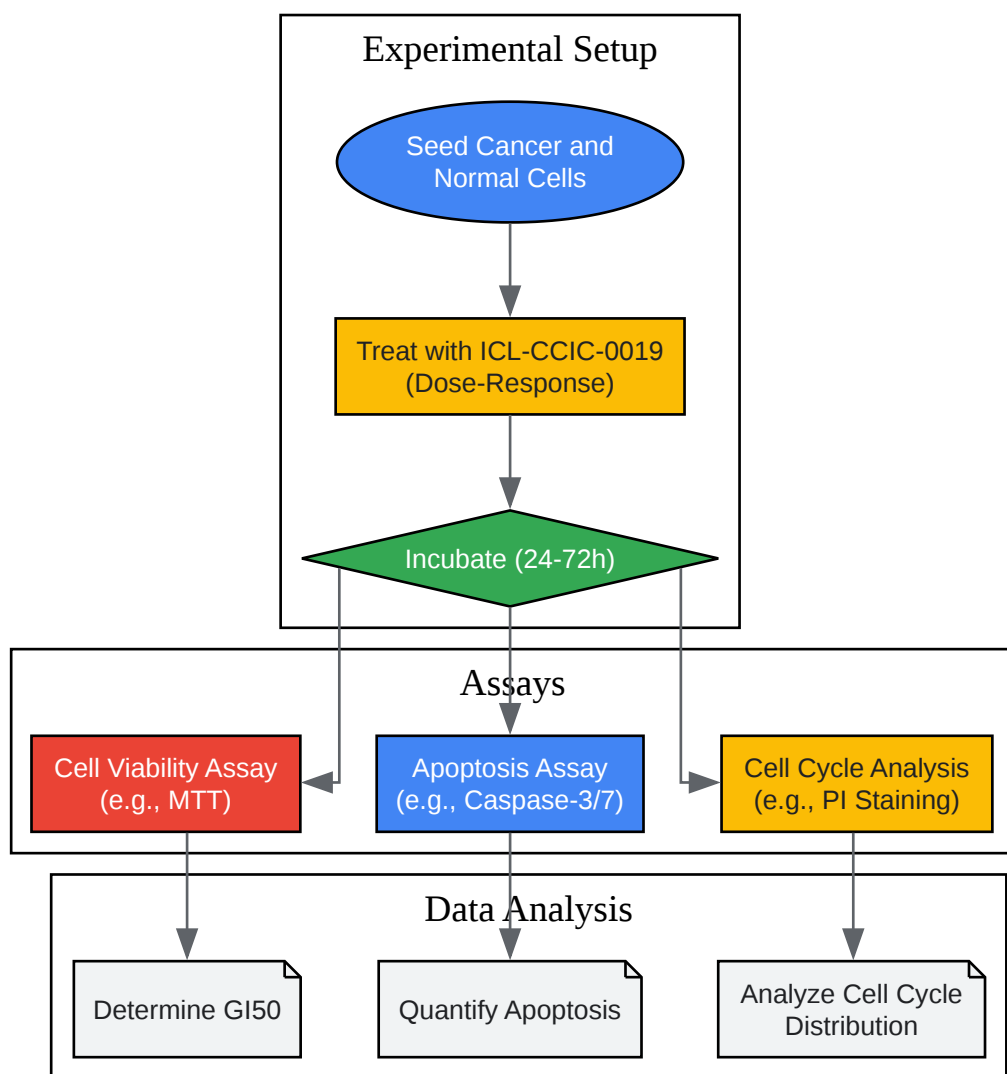 Experimental Setup
Seed Cancer and
Normal Cells
Treat with ICL-CCIC-0019
(Dose-Response)
Incubate (24-72h)
Assays
Cell Viability Assay
(e.g., MTT)
Apoptosis Assay
(e.g., Caspase-3/7)
Cell Cycle Analysis
(e.g., PI Staining)
Data Analysis
Determine GI50
Quantify Apoptosis
Analyze Cell Cycle
Distribution